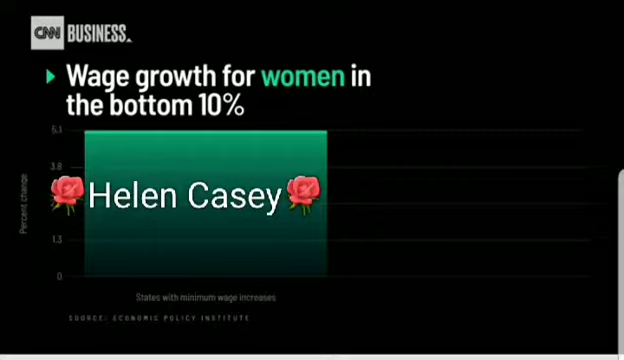 CNN BUSINESS
Wage growth for women in
the bottom 10%
5.1
3.8
Percent change
🌹Helen Casey🌹
1.3
0
States with minimum wage increases
SOURCE: ECONOMIC POLICY INSTITUTE